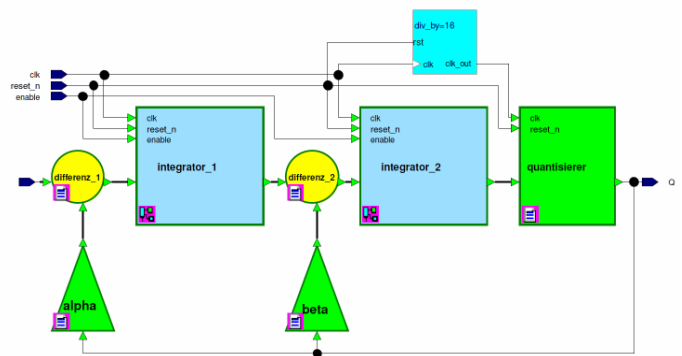 div_by=16
rst
clk clk_out
clk
reset_n
enable
clk
reset_n
enable
clk
reset_n
enable
clk
reset_n
differenz_1
integrator_1
differenz_2
integrator_2
quantisierer
Q
alpha
beta